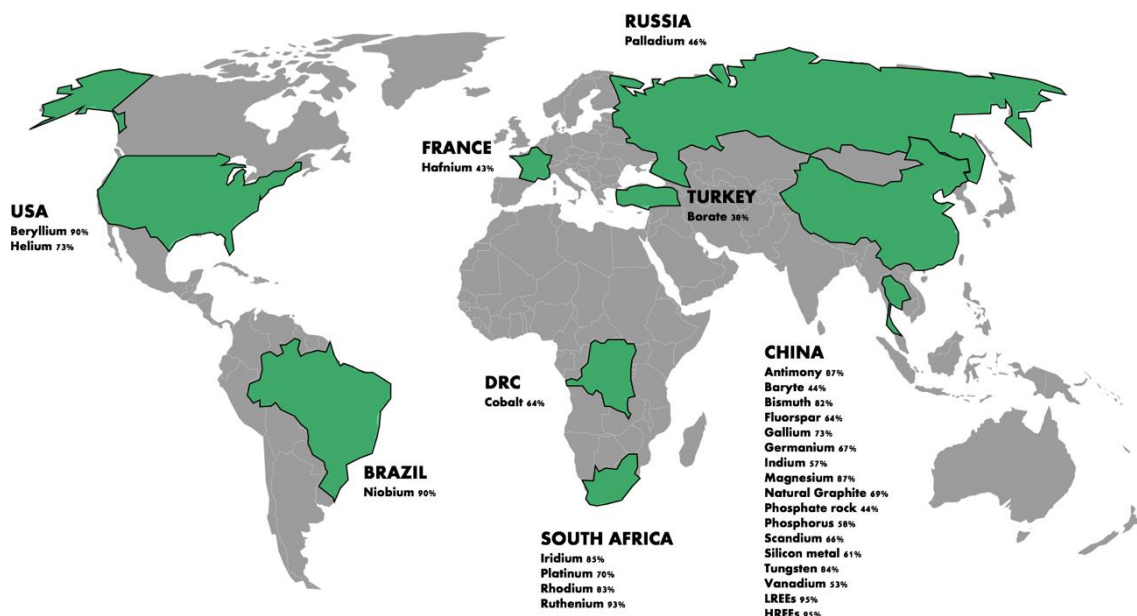 RUSSIA
Palladium 46%
FRANCE
Hafnium 43%
TURKEY
Borate 38%
USA
Beryllium 90%
Helium 73%
CHINA
Antimony 87%
Baryte 44%
Bismuth 82%
Fluorspar 64%
Gallium 73%
Germanium 67%
Indium 57%
Magnesium 87%
Natural Graphite 69%
Phosphate rock 44%
Phosphorus 58%
Scandium 66%
Silicon metal 61%
Tungsten 84%
Vanadium 53%
LREEs 95%
HREEs 95%
DRC
Cobalt 64%
BRAZIL
Niobium 90%
SOUTH AFRICA
Iridium 85%
Platinum 70%
Rhodium 83%
Ruthenium 93%